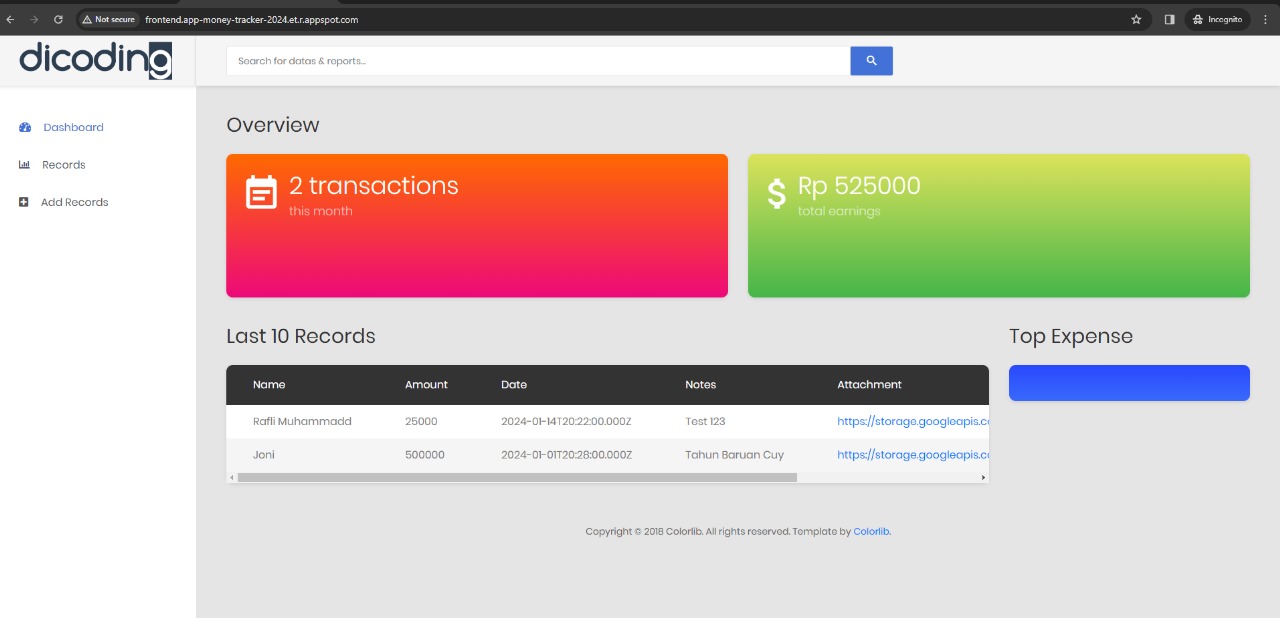 Not secure frontend.app-money-tracker-2024.et.r.appspot.com Incognito
dicoding
Search for datas & reports...
Dashboard
Records
Add Records
Overview
2 transactions
this month
Rp 525000
total earnings
Last 10 Records
Top Expense
Name Amount Date Notes Attachment
Rafli Muhammadd 25000 2024-01-14T20:22:00.000Z Test 123 https://storage.googleapis.co
Joni 500000 2024-01-01T20:28:00.000Z Tahun Baruan Cuy https://storage.googleapis.co
Copyright © 2018 Colorlib. All rights reserved. Template by Colorlib.